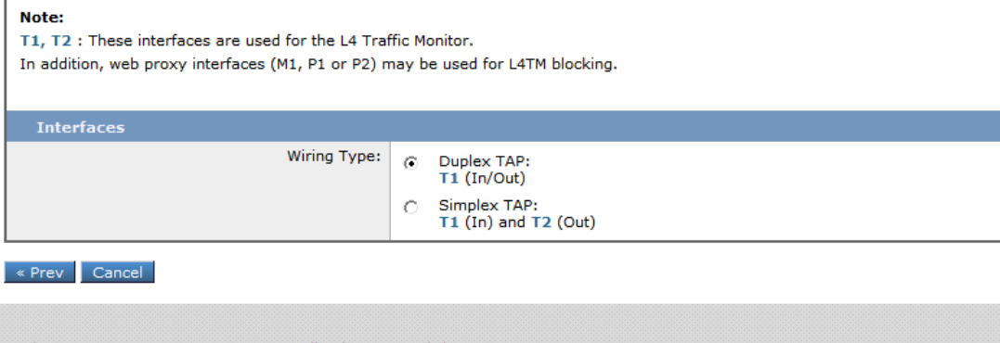 Note:
T1, T2 : These interfaces are used for the L4 Traffic Monitor.
In addition, web proxy interfaces (M1, P1 or P2) may be used for L4TM blocking.
Interfaces
Wiring Type:
Duplex TAP:
T1 (In/Out)
Simplex TAP:
T1 (In) and T2 (Out)
« Prev
Cancel